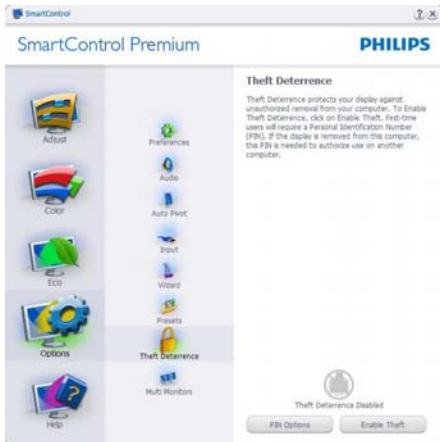 SmartControl
SmartControl Premium
PHILIPS
Adjust
Color
Eco
Options
Help
Preferences
Audio
Auto Pivot
Input
Wizard
Presets
Theft Deterrence
Multi Monitors
Theft Deterrence
Theft Deterrence protects your display against
unauthorized removal from your computer. To Enable
Theft Deterrence, click on Enable Theft. First-time
users will require a Personal Identification Number
(PIN). If the display is removed from this computer,
this PIN is needed to authorize use on another
computer.
Theft Deterrence Disabled
PIN Options
Enable Theft